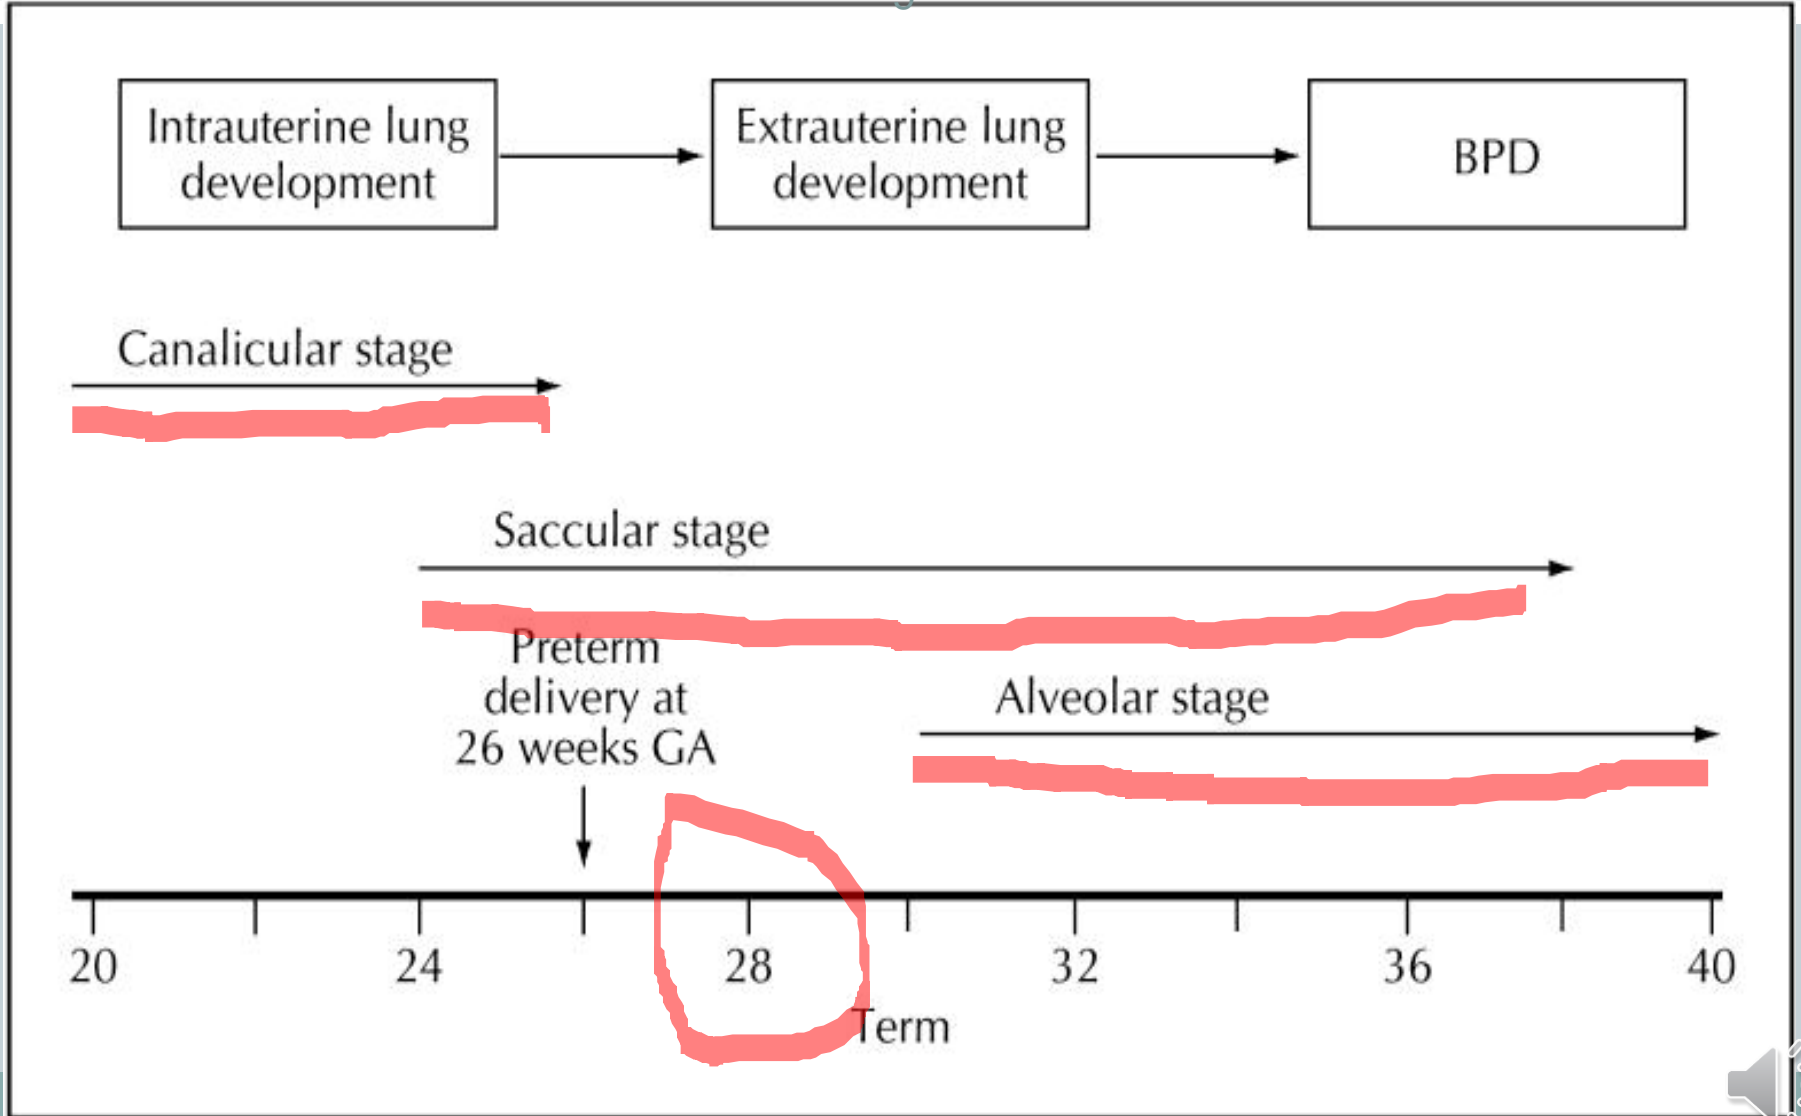 Intrauterine lung
development
Extrauterine lung
development
BPD
Canalicular stage
Saccular stage
Preterm
delivery at
26 weeks GA
Alveolar stage
20 24 28 32 36 40
Term